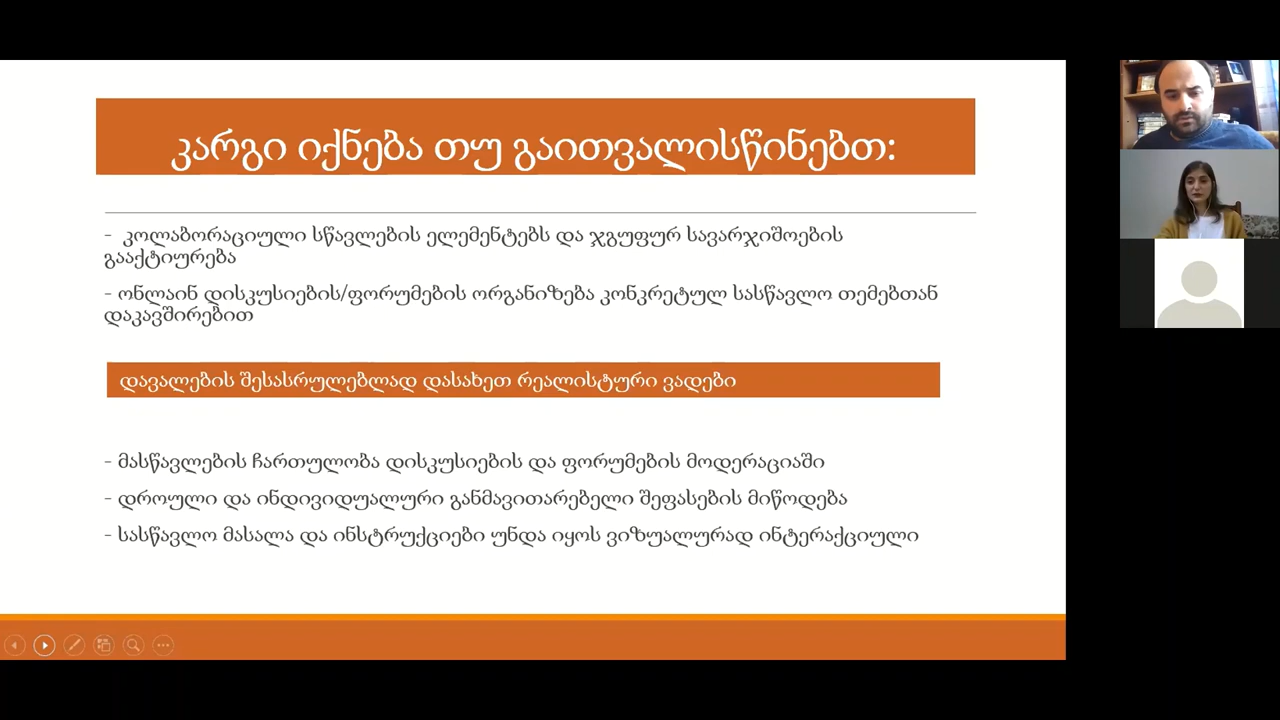 კარგი იქნება თუ გაითვალისწინებთ:
- კოლაბორაციული სწავლების ელემენტებს და ჯგუფურ სავარჯიშოების
გააქტიურება
- ონლაინ დისკუსიების/ფორუმების ორგანიზება კონკრეტულ სასწავლო თემებთან
დაკავშირებით
დავალების შესასრულებლად დასახეთ რეალისტური ვადები
- მასწავლების ჩართულობა დისკუსიების და ფორუმების მოდერაციაში
- დროული და ინდივიდუალური განმავითარებელი შეფასების მიწოდება
- სასწავლო მასალა და ინსტრუქციები უნდა იყოს ვიზუალურად ინტერაქციული